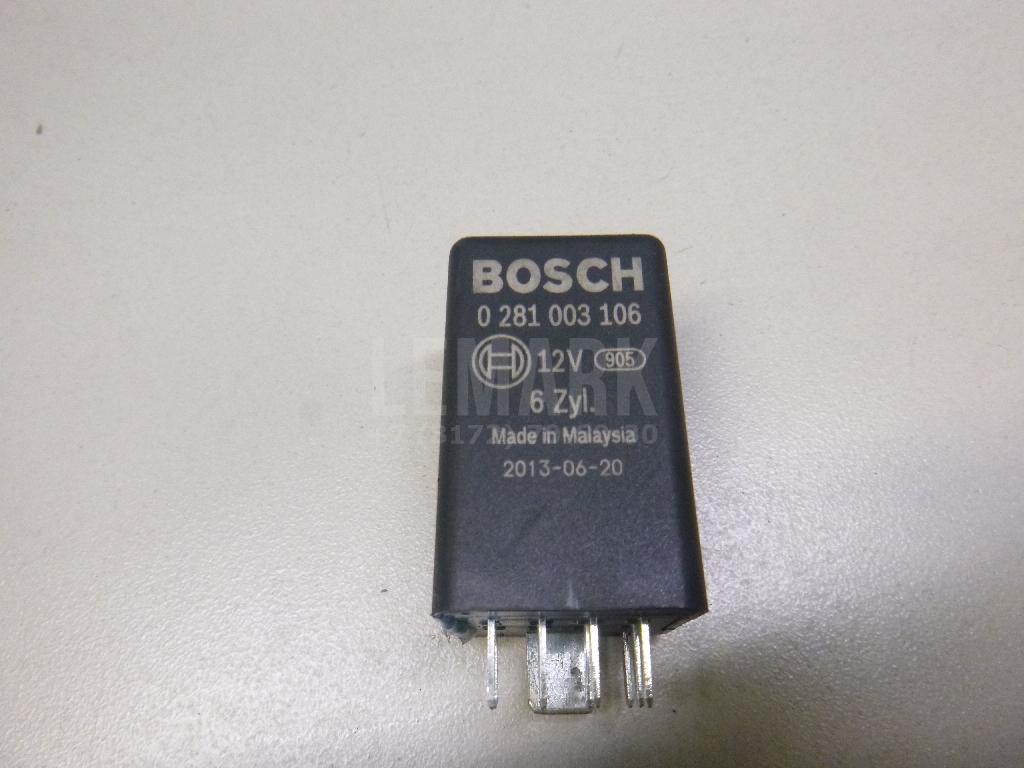 BOSCH
0 281 003 106
12V 905
6 Zyl.
Made in Malaysia
2013-06-20
LEMARK